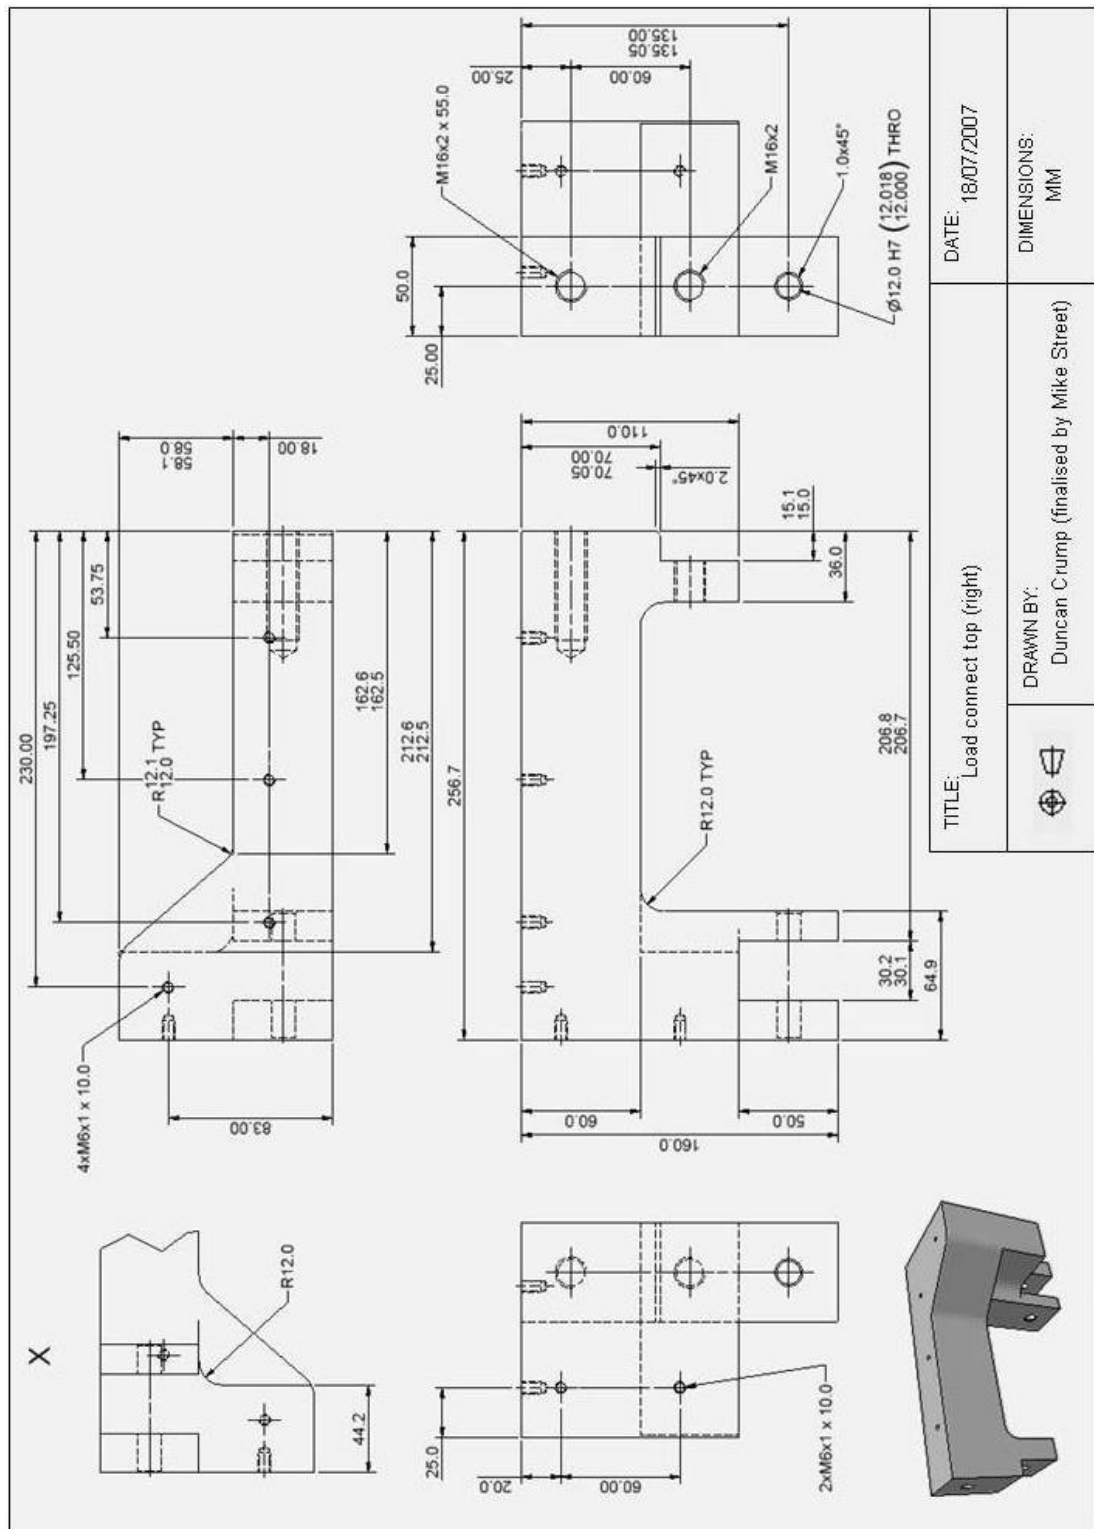 230.00
197.25
125.50
53.75
R 12.1 TYP
12.0
4xM6x1 x 10.0
83.00
58.1
58.0
18.00
162.6
162.5
212.6
212.5
X
R12.0
44.2
256.7
R12.0 TYP
60.0
160.0
50.0
30.2
30.1
64.9
206.8
206.7
36.0
15.1
15.0
2.0x45°
70.05
70.00
110.0
25.0
20.0
60.00
2xM6x1 x 10.0
25.00
50.0
M16x2 x 55.0
25.00
60.00
135.05
135.00
M16x2
1.0x45°
Ø12.0 H7 (12.018) THRO
12.000
TITLE: Load connect top (right)
DATE: 18/07/2007
DRAWN BY:
Duncan Crump (finalised by Mike Street)
DIMENSIONS:
MM